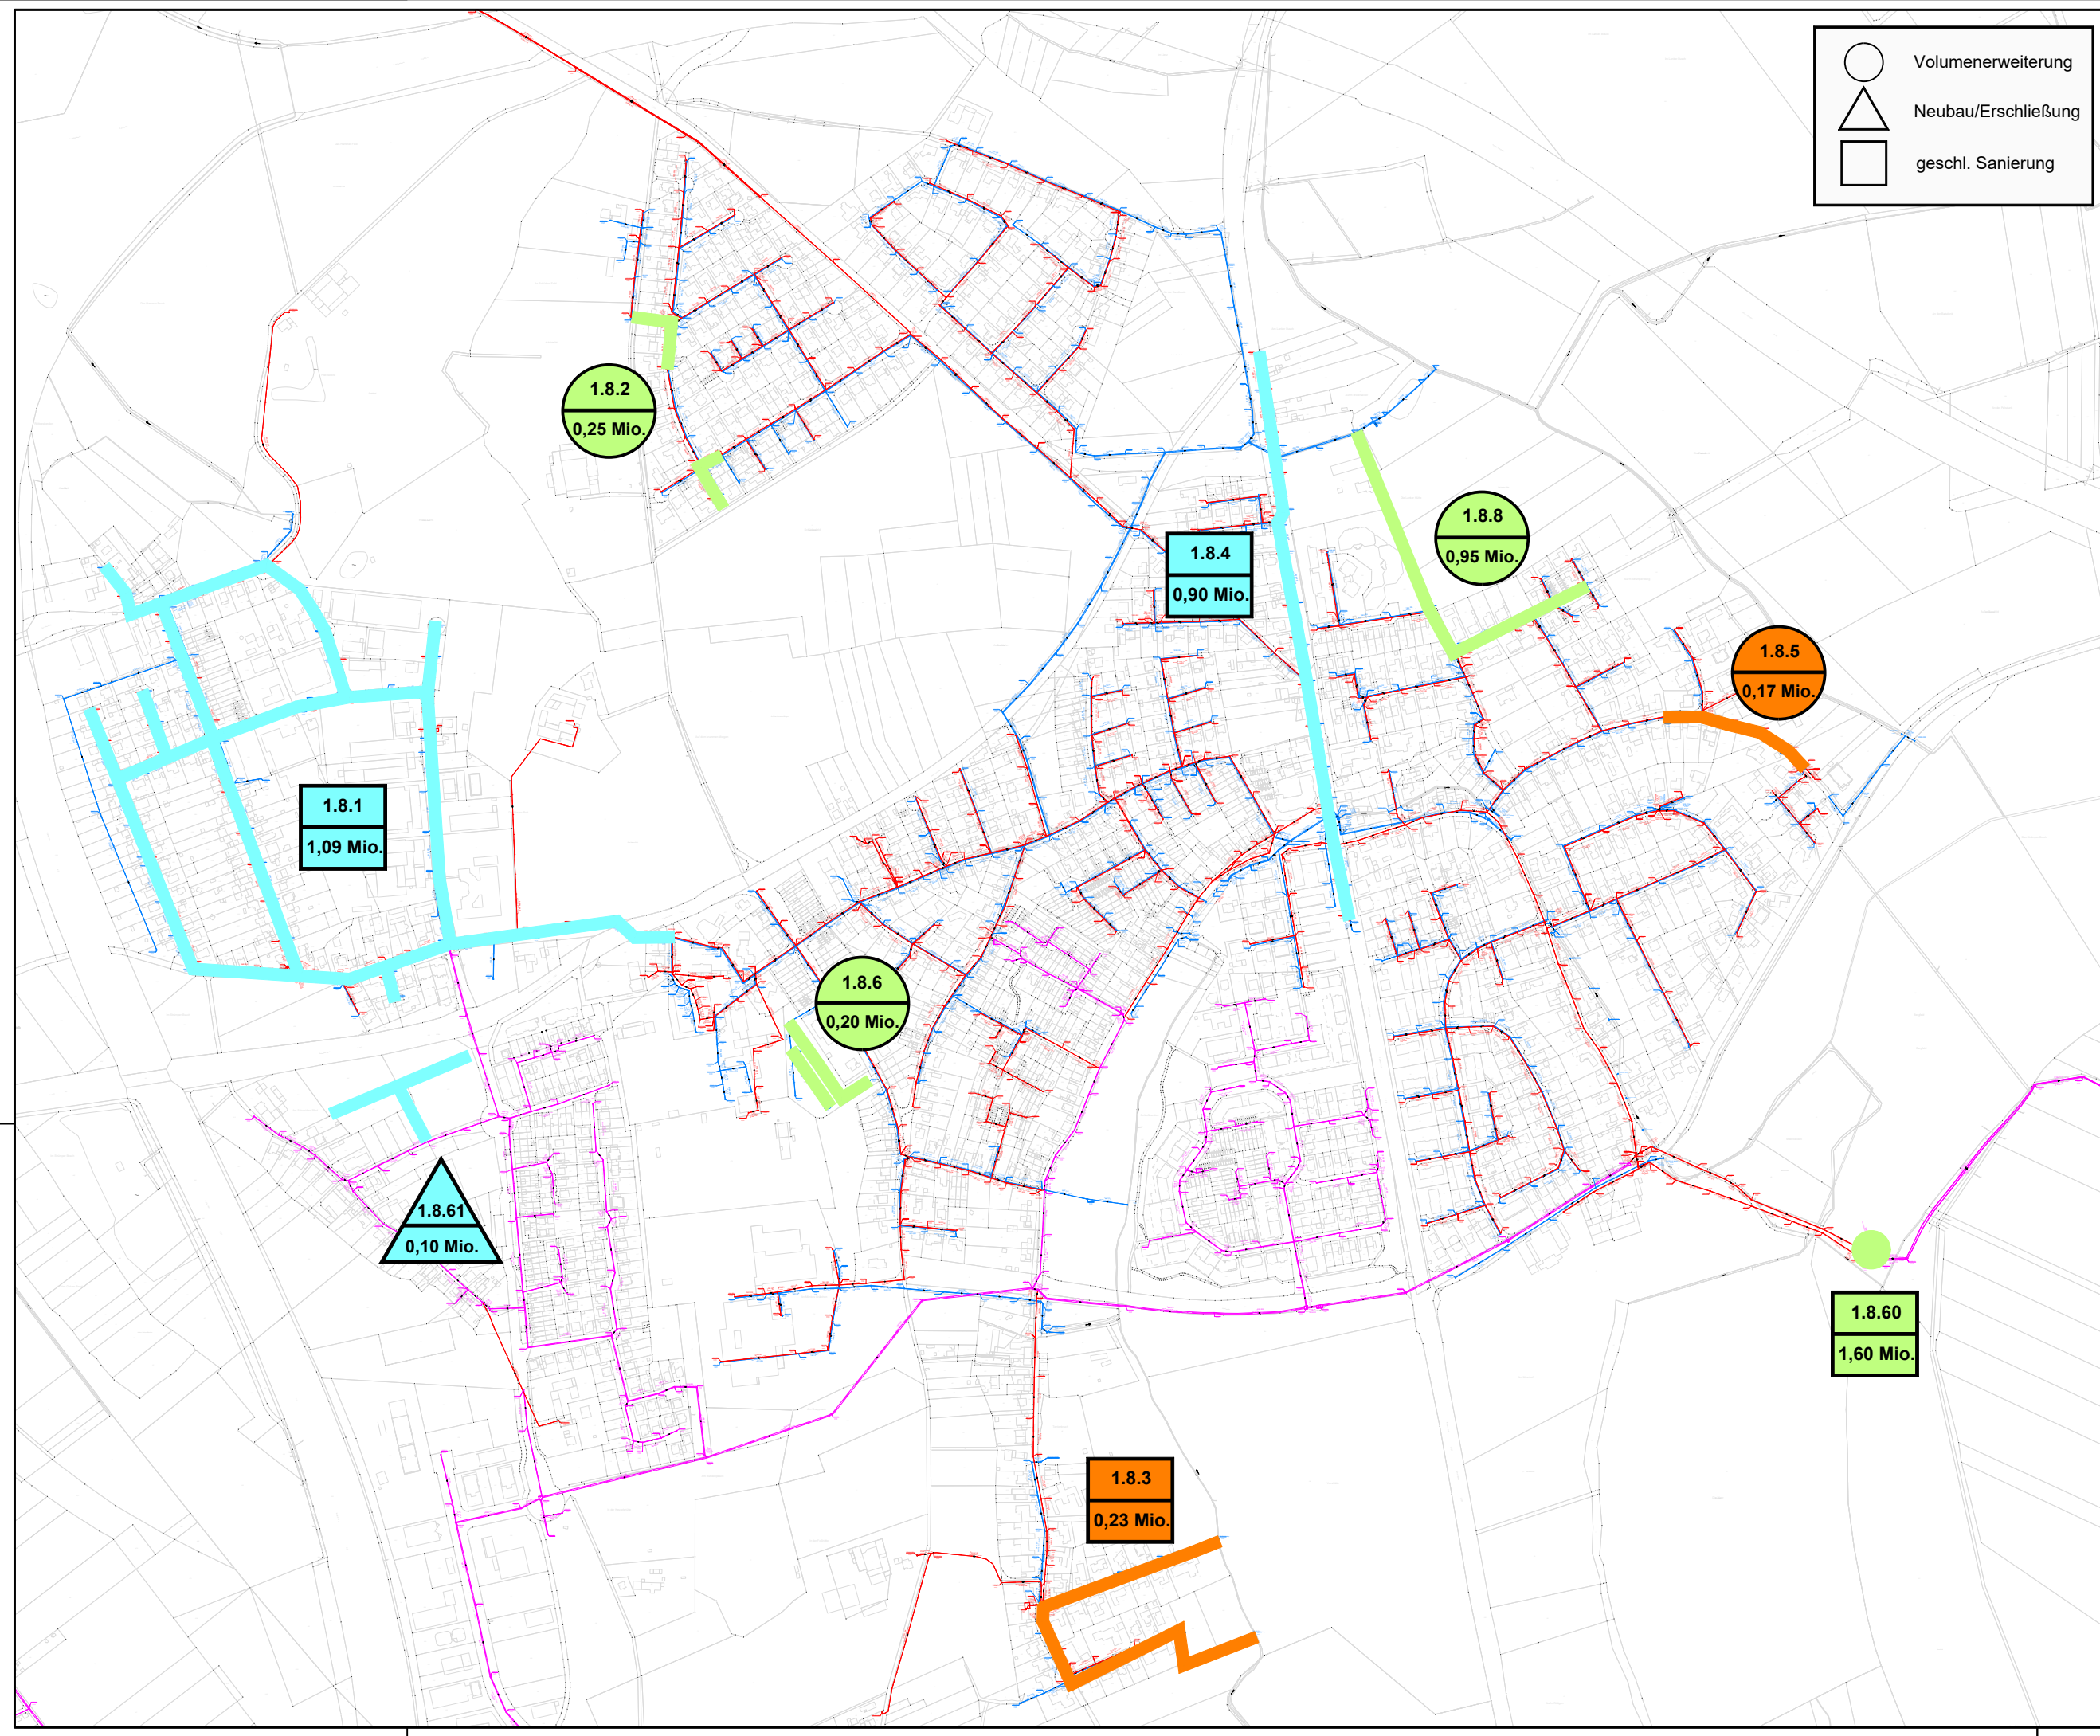 Volumenerweiterung
Neubau/Erschließung
geschl. Sanierung
1.8.2
0,25 Mio.
1.8.8
0,95 Mio.
1.8.4
0,90 Mio.
1.8.5
0,17 Mio.
1.8.1
1,09 Mio.
1.8.6
0,20 Mio.
1.8.61
0,10 Mio.
1.8.60
1,60 Mio.
1.8.3
0,23 Mio.